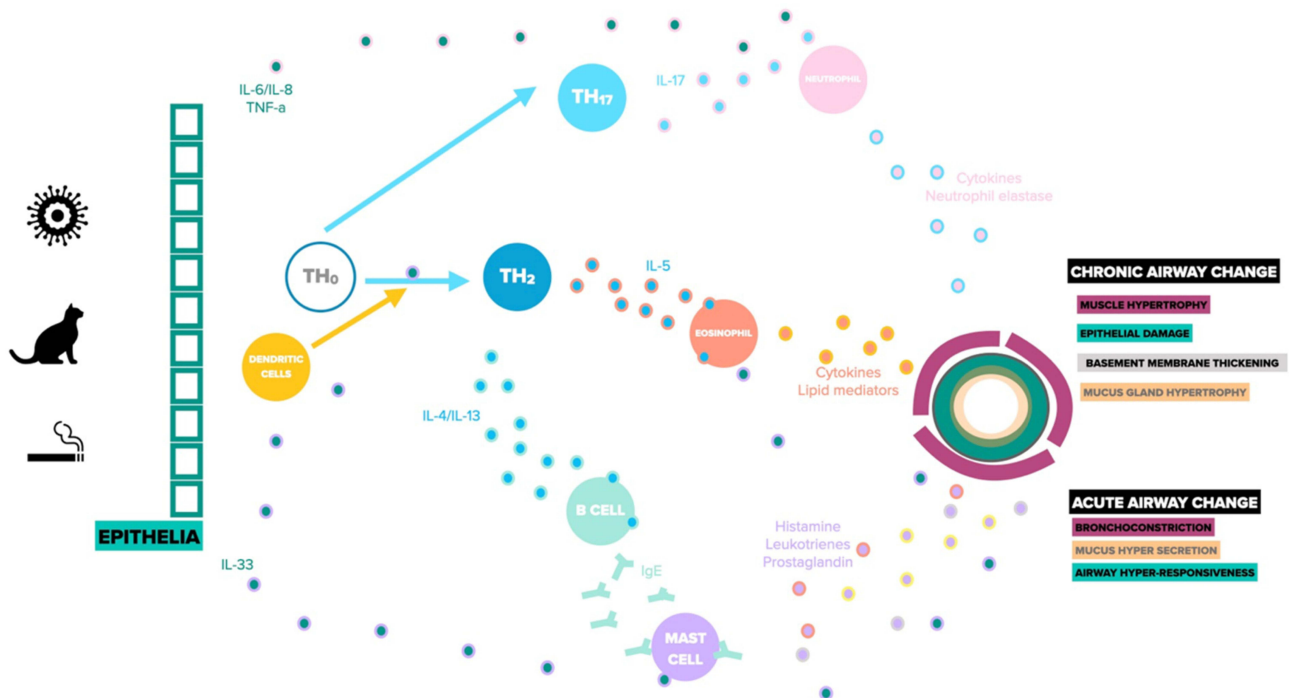 IL-6/IL-8
TNF-a
TH17
IL-17
NEUTROPHIL
Cytokines
Neutrophil elastase
TH0
TH2
IL-5
EOSINOPHIL
DENDRITIC
CELLS
Cytokines
Lipid mediators
IL-4/IL-13
B CELL
EPITHELIA
IL-33
IgE
MAST
CELL
Histamine
Leukotrienes
Prostaglandin
CHRONIC AIRWAY CHANGE
MUSCLE HYPERTROPHY
EPITHELIAL DAMAGE
BASEMENT MEMBRANE THICKENING
MUCUS GLAND HYPERTROPHY
ACUTE AIRWAY CHANGE
BRONCHOCONSTRICTION
MUCUS HYPER SECRETION
AIRWAY HYPER-RESPONSIVENESS